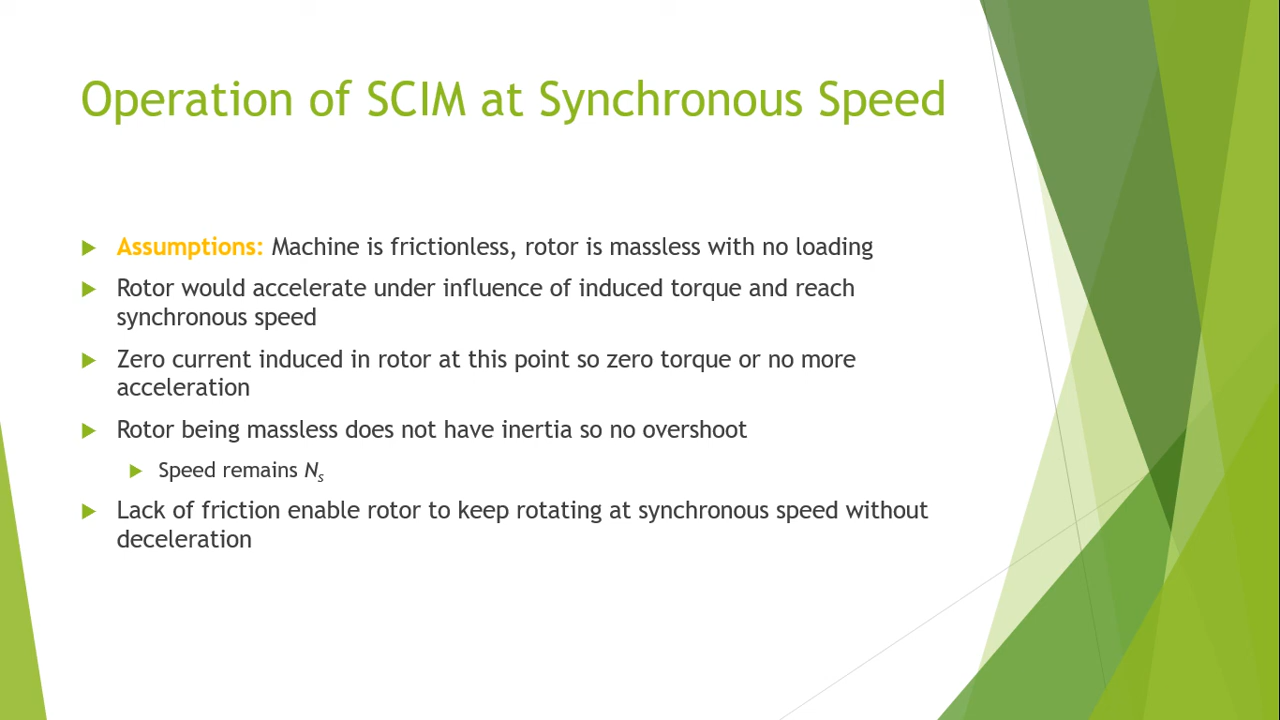 Operation of SCIM at Synchronous Speed
Assumptions: Machine is frictionless, rotor is massless with no loading
Rotor would accelerate under influence of induced torque and reach
synchronous speed
Zero current induced in rotor at this point so zero torque or no more
acceleration
Rotor being massless does not have inertia so no overshoot
Speed remains Ns
Lack of friction enable rotor to keep rotating at synchronous speed without
deceleration